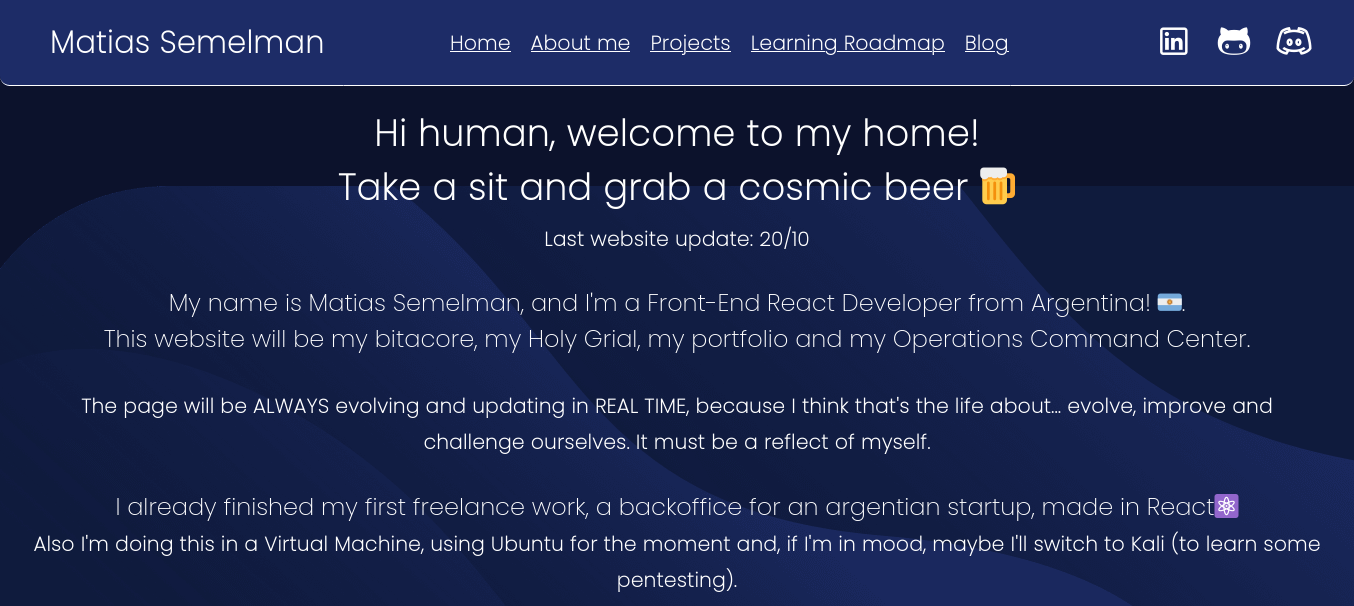 Matias Semelman
Home About me Projects Learning Roadmap Blog
in
Hi human, welcome to my home!
Take a sit and grab a cosmic beer 🍺
Last website update: 20/10
My name is Matias Semelman, and I'm a Front-End React Developer from Argentina! 🇦🇷.
This website will be my bitacore, my Holy Grial, my portfolio and my Operations Command Center.
The page will be ALWAYS evolving and updating in REAL TIME, because I think that's the life about... evolve, improve and
challenge ourselves. It must be a reflect of myself.
I already finished my first freelance work, a backoffice for an argentian startup, made in React⚛️
Also I'm doing this in a Virtual Machine, using Ubuntu for the moment and, if I'm in mood, maybe I'll switch to Kali (to learn some
pentesting).